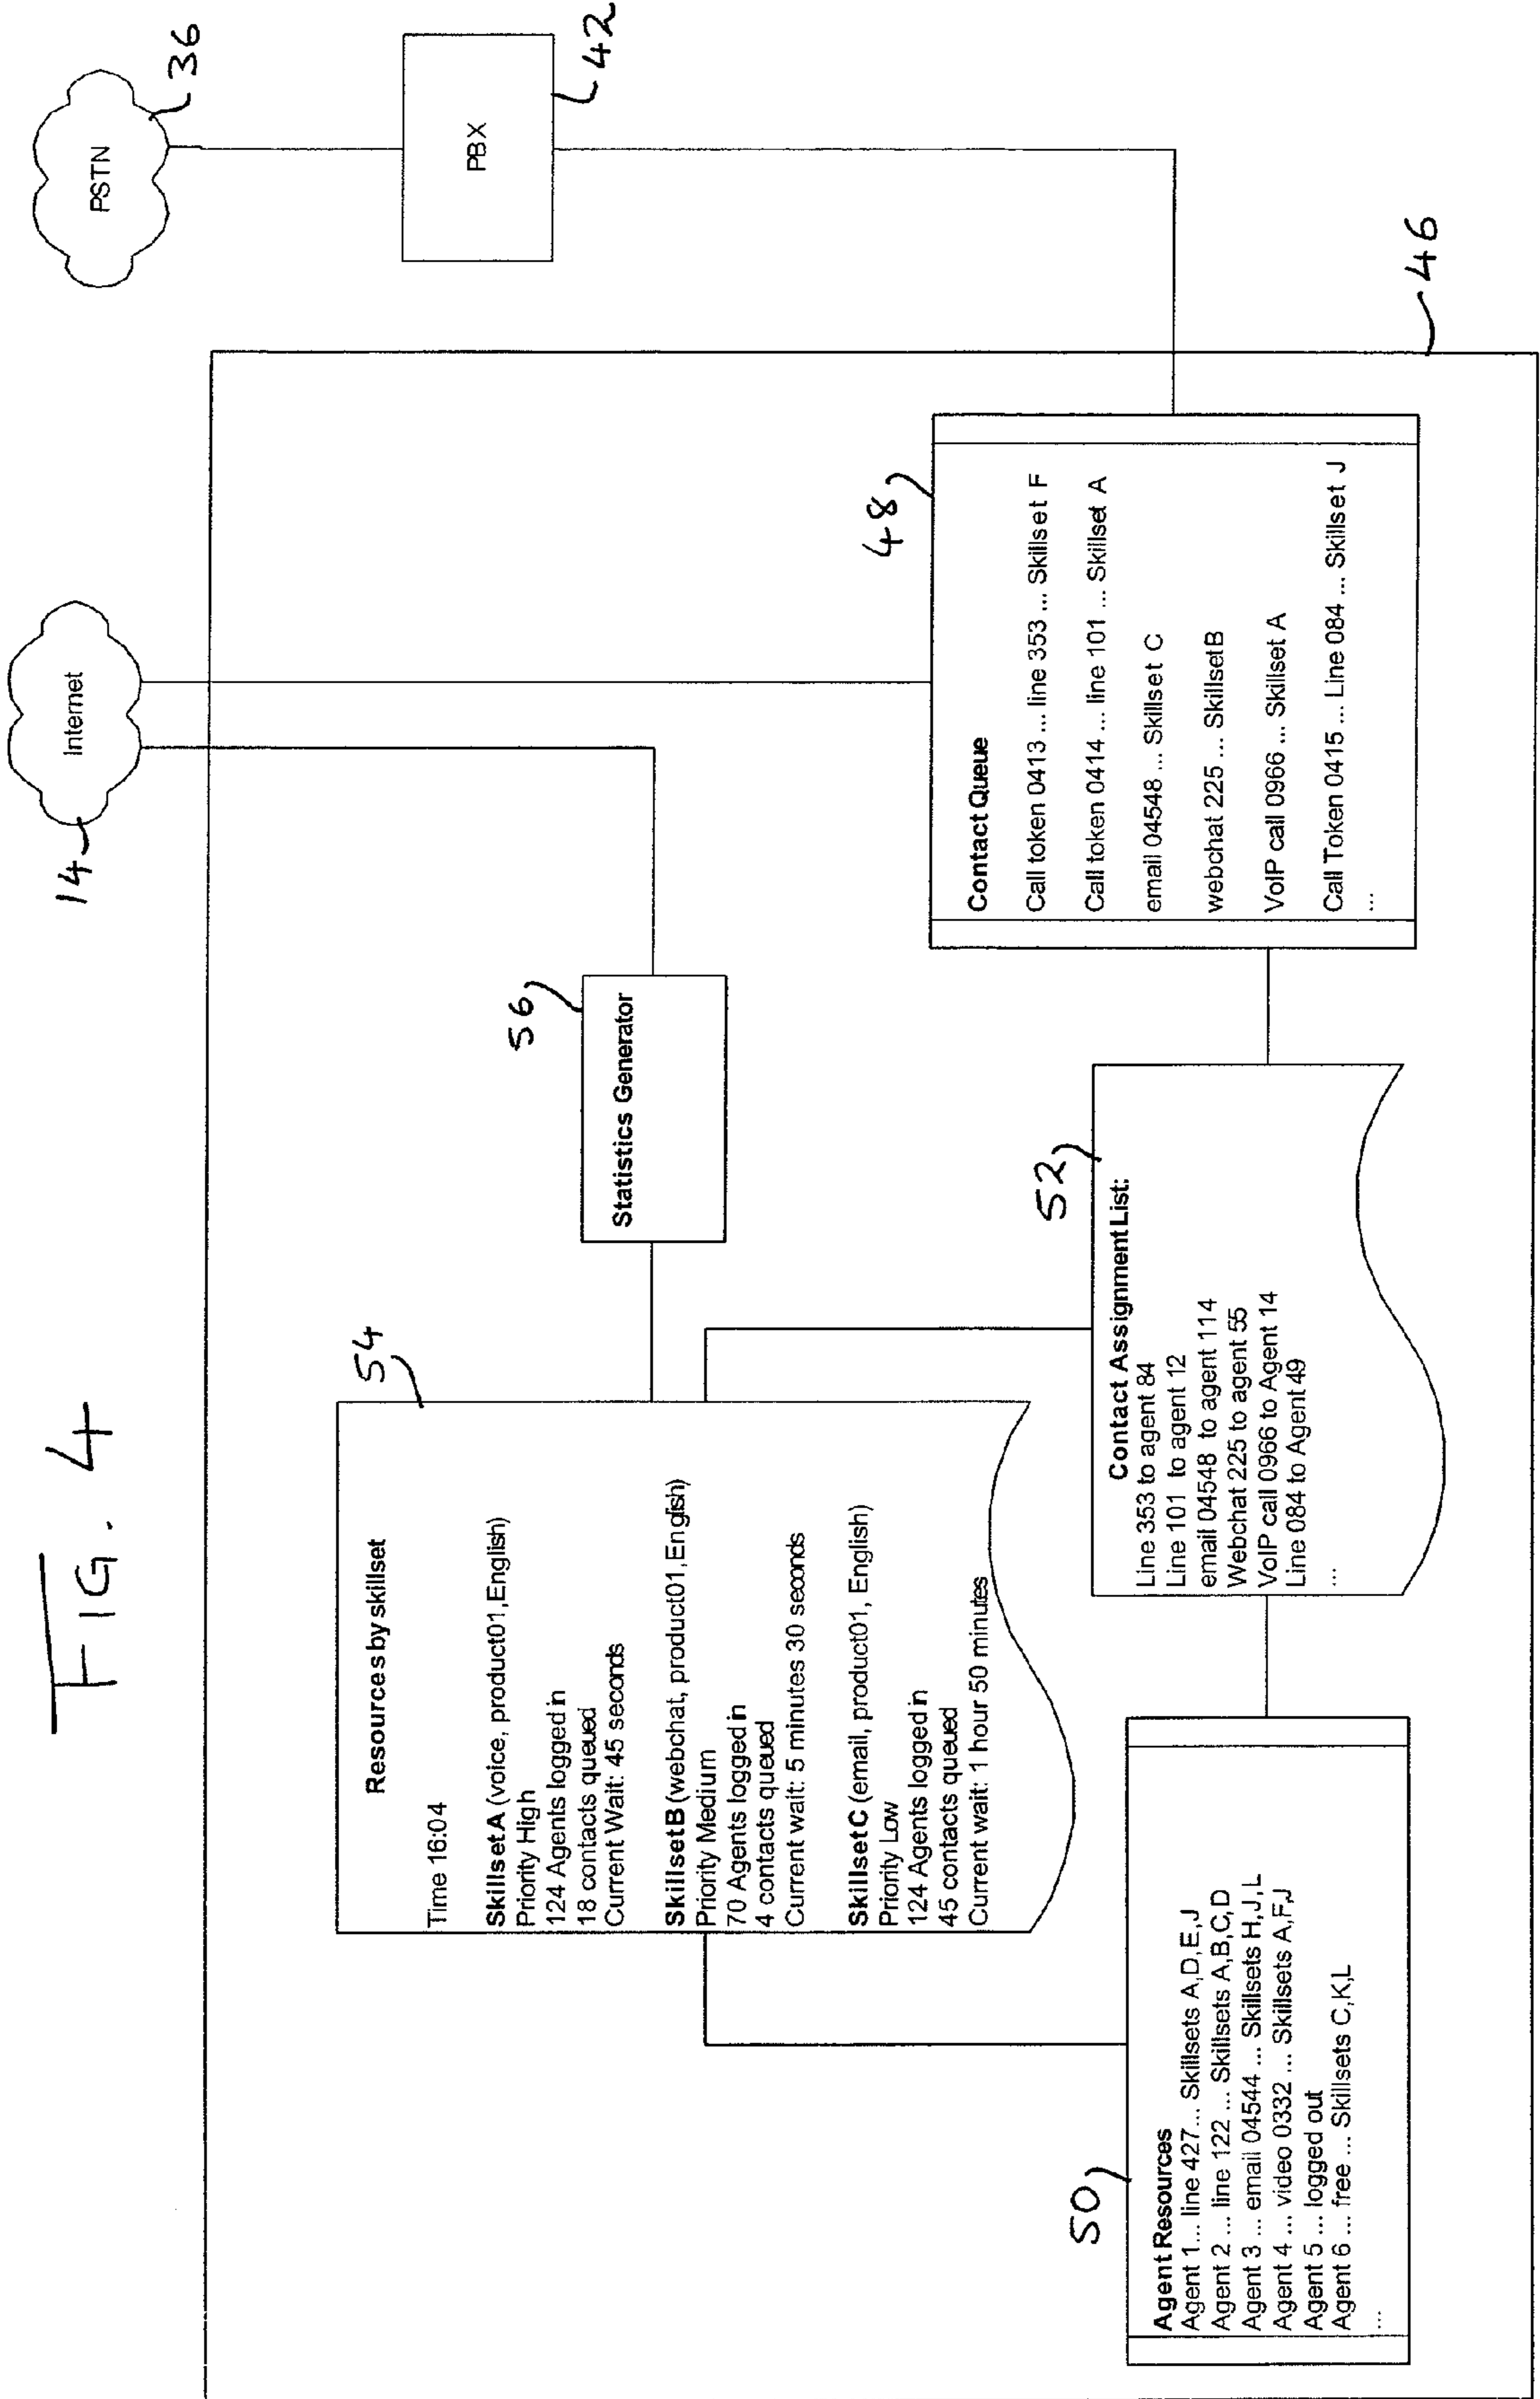 FIG. 4
14
Internet
PSTN
36
PBX
42
46
54
Resources by skillset
Time 16:04
Skillset A (voice, product01, English)
Priority High
124 Agents logged in
18 contacts queued
Current Wait: 45 seconds
Skillset B (webchat, product01, English)
Priority Medium
70 Agents logged in
4 contacts queued
Current wait: 5 minutes 30 seconds
Skillset C (email, product01, English)
Priority Low
124 Agents logged in
45 contacts queued
Current wait: 1 hour 50 minutes
56
Statistics Generator
48
Contact Queue
Call token 0413 ... line 353 ... Skillset F
Call token 0414 ... line 101 ... Skillset A
email 04548 ... Skillset C
webchat 225 ... Skillset B
VoIP call 0966 ... Skillset A
Call Token 0415 ... Line 084 ... Skillset J
...
50
Agent Resources
Agent 1... line 427... Skillsets A,D,E,J
Agent 2 ... line 122 ... Skillsets A,B,C,D
Agent 3 ... email 04544 ... Skillsets H,J,L
Agent 4 ... video 0332 ... Skillsets A,F,J
Agent 5 ... logged out
Agent 6 ... free ... Skillsets C,K,L
...
52
Contact Assignment List:
Line 353 to agent 84
Line 101 to agent 12
email 04548 to agent 114
Webchat 225 to agent 55
VoIP call 0966 to Agent 14
Line 084 to Agent 49
...